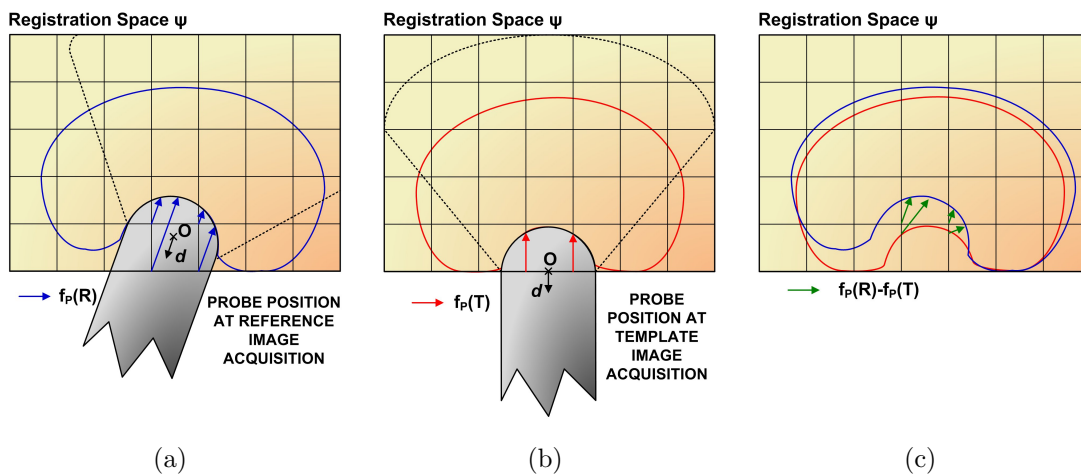 Registration Space ψ
O
d
fP(R)
PROBE POSITION
AT REFERENCE
IMAGE
ACQUISITION
(a)
Registration Space ψ
O
d
fP(T)
PROBE
POSITION AT
TEMPLATE
IMAGE
ACQUISITION
(b)
Registration Space ψ
fP(R)-fP(T)
(c)